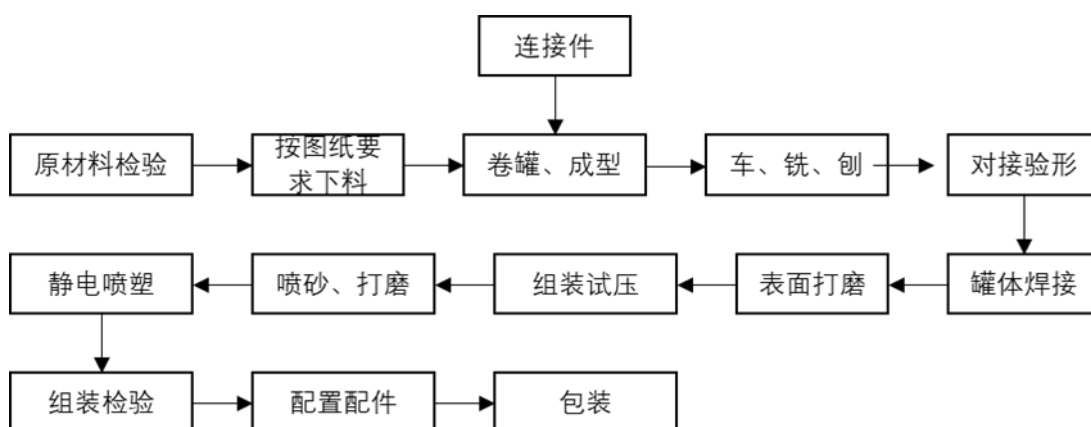 连接件
原材料检验
按图纸要
求下料
卷罐、成型
车、铣、刨
对接验形
静电喷塑
喷砂、打磨
组装试压
表面打磨
罐体焊接
组装检验
配置配件
包装